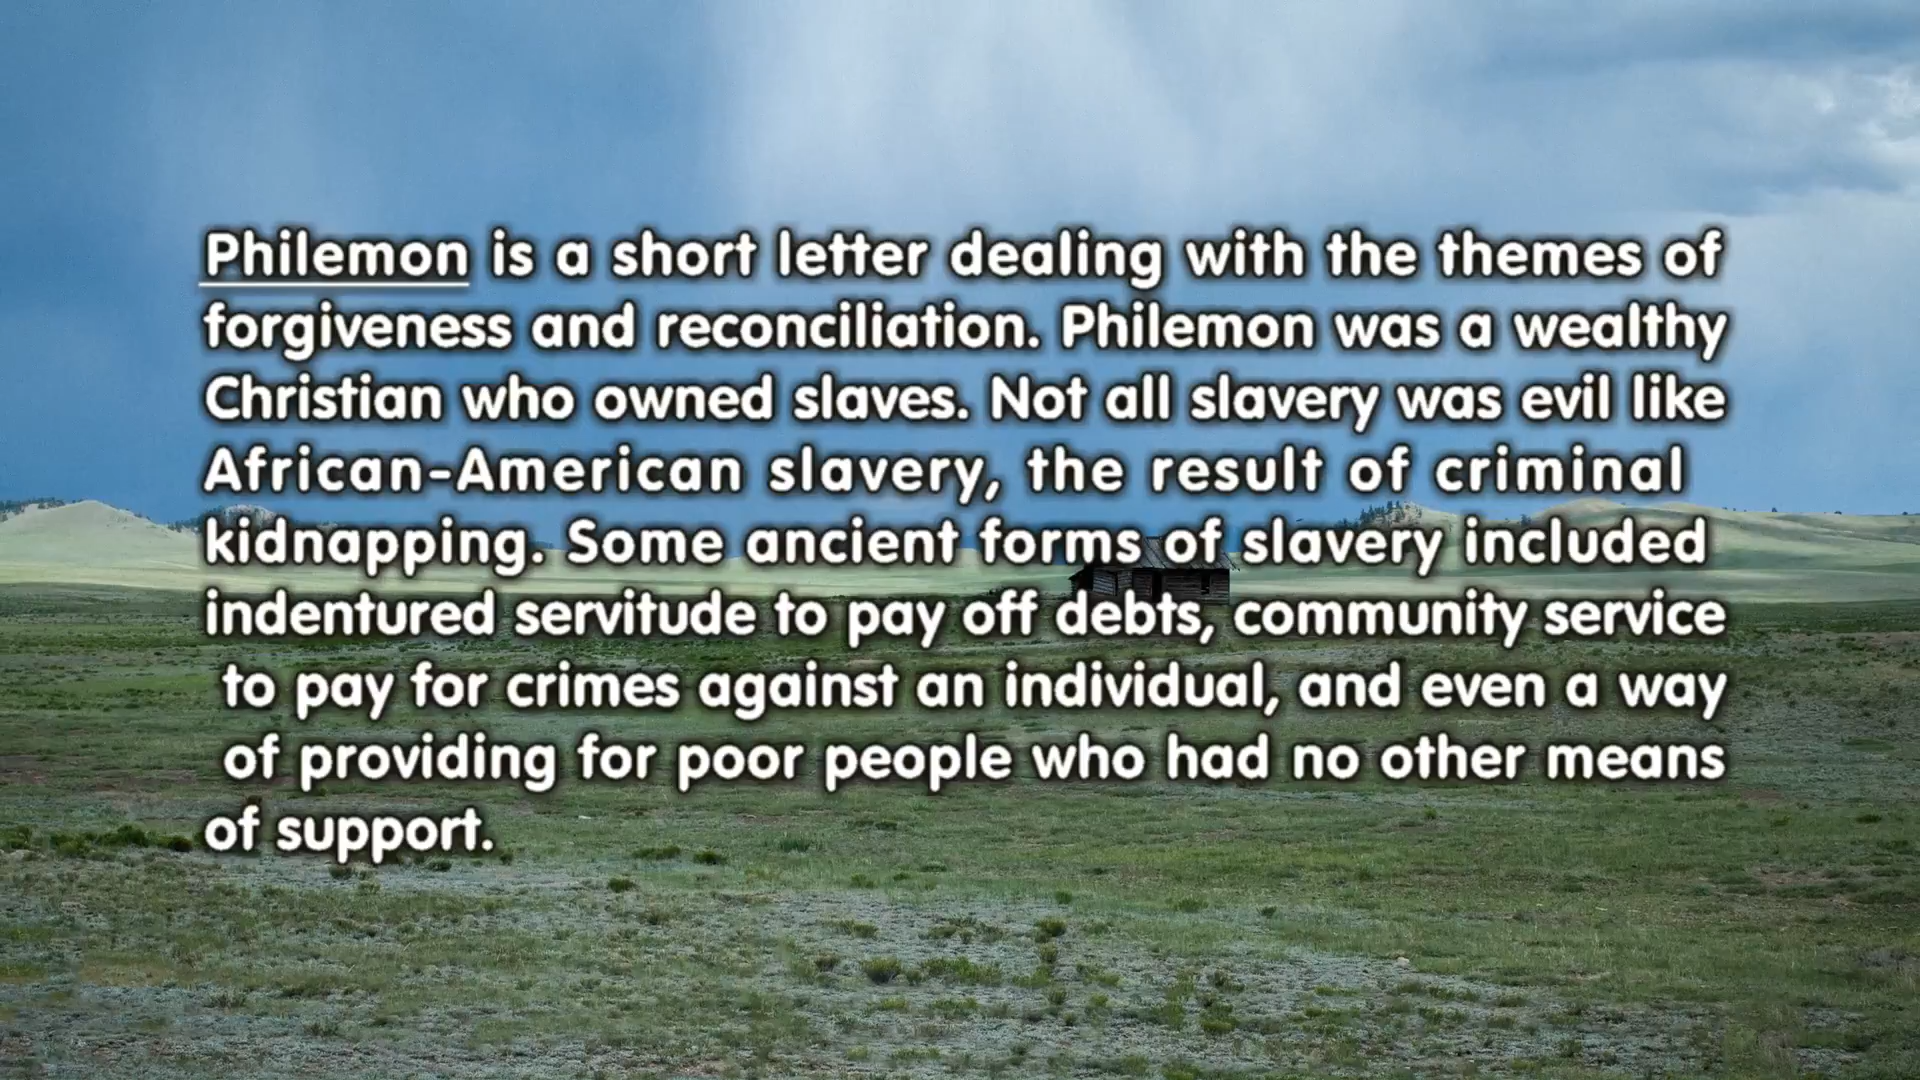 Philemon is a short letter dealing with the themes of
forgiveness and reconciliation. Philemon was a wealthy
Christian who owned slaves. Not all slavery was evil like
African-American slavery, the result of criminal
kidnapping. Some ancient forms of slavery included
indentured servitude to pay off debts, community service
to pay for crimes against an individual, and even a way
of providing for poor people who had no other means
of support.